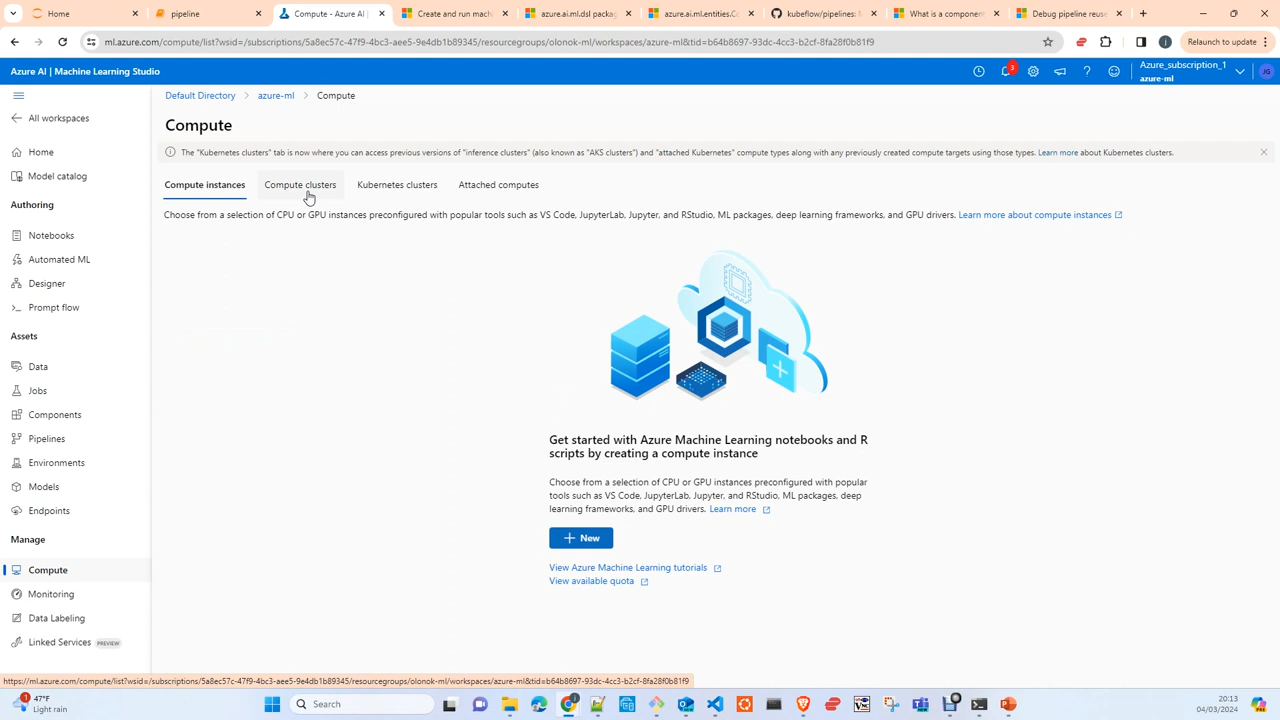 Home
pipeline
Compute - Azure AI |
Create and run machi
azure.ai.ml.dsl packag
azure.ai.ml.entities.Co
kubeflow/pipelines: M
What is a component
Debug pipeline reuse
ml.azure.com/compute/list?wsid=/subscriptions/5a8ec57c-47f9-4bc3-aee5-9e4db1b89345/resourcegroups/olonok-ml/workspaces/azure-ml&tid=b64b8697-93dc-4cc3-b2cf-8fa28f0b81f9
Relaunch to update
Azure AI | Machine Learning Studio
3
Azure_subscription_1
azure-ml
JG
All workspaces
Home
Model catalog
Authoring
Notebooks
Automated ML
Designer
Prompt flow
Assets
Data
Jobs
Components
Pipelines
Environments
Models
Endpoints
Manage
Compute
Monitoring
Data Labeling
Linked Services PREVIEW
Default Directory > azure-ml > Compute
Compute
The "Kubernetes clusters" tab is now where you can access previous versions of "inference clusters" (also known as "AKS clusters") and "attached Kubernetes" compute types along with any previously created compute targets using those types. Learn more about Kubernetes clusters.
Compute instances Compute clusters Kubernetes clusters Attached computes
Choose from a selection of CPU or GPU instances preconfigured with popular tools such as VS Code, JupyterLab, Jupyter, and RStudio, ML packages, deep learning frameworks, and GPU drivers. Learn more about compute instances
Get started with Azure Machine Learning notebooks and R
scripts by creating a compute instance
Choose from a selection of CPU or GPU instances preconfigured with popular
tools such as VS Code, JupyterLab, Jupyter, and RStudio, ML packages, deep
learning frameworks, and GPU drivers. Learn more
New
View Azure Machine Learning tutorials
View available quota
https://ml.azure.com/compute/list?wsid=/subscriptions/5a8ec57c-47f9-4bc3-aee5-9e4db1b89345/resourcegroups/olonok-ml/workspaces/azure-ml&tid=b64b8697-93dc-4cc3-b2cf-8fa28f0b81f9
1
47°F
Light rain
Search
20:13
04/03/2024